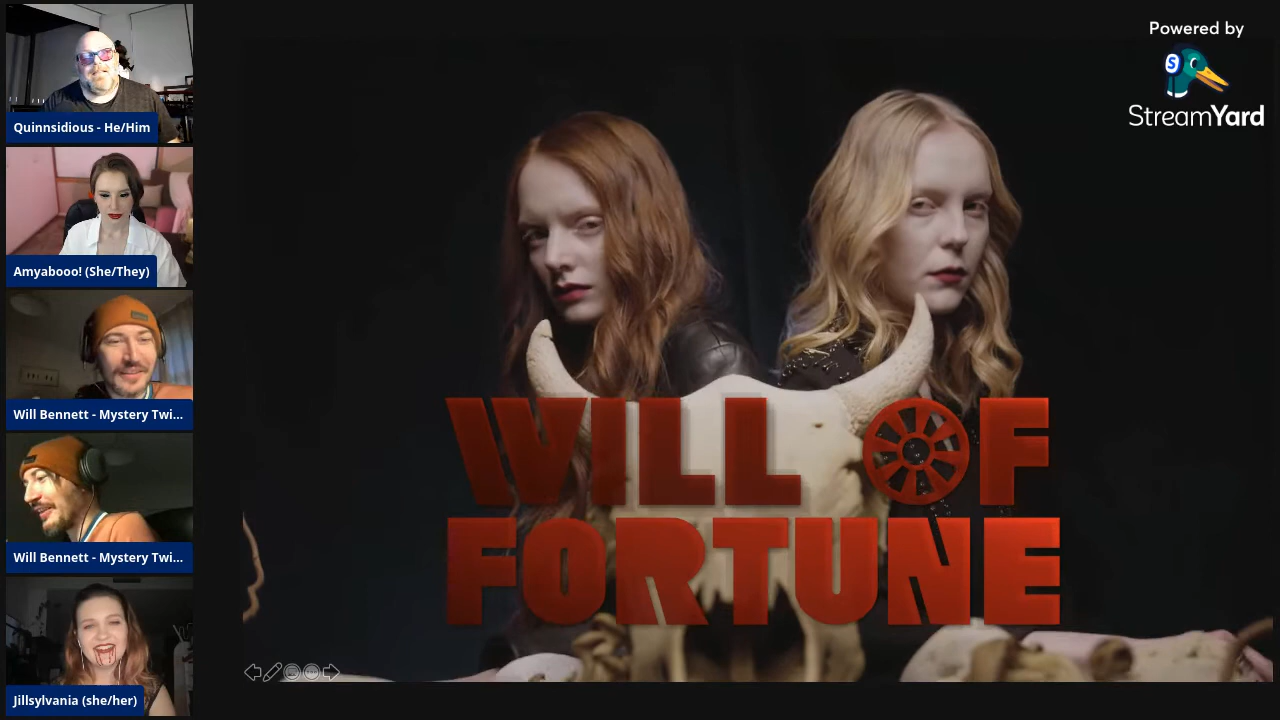 Quinnsidious - He/Him
Amyabooo! (She/They)
Will Bennett - Mystery Twi...
Will Bennett - Mystery Twi...
Jillsylvania (she/her)
WILL OF
FORTUNE
Powered by
S
StreamYard